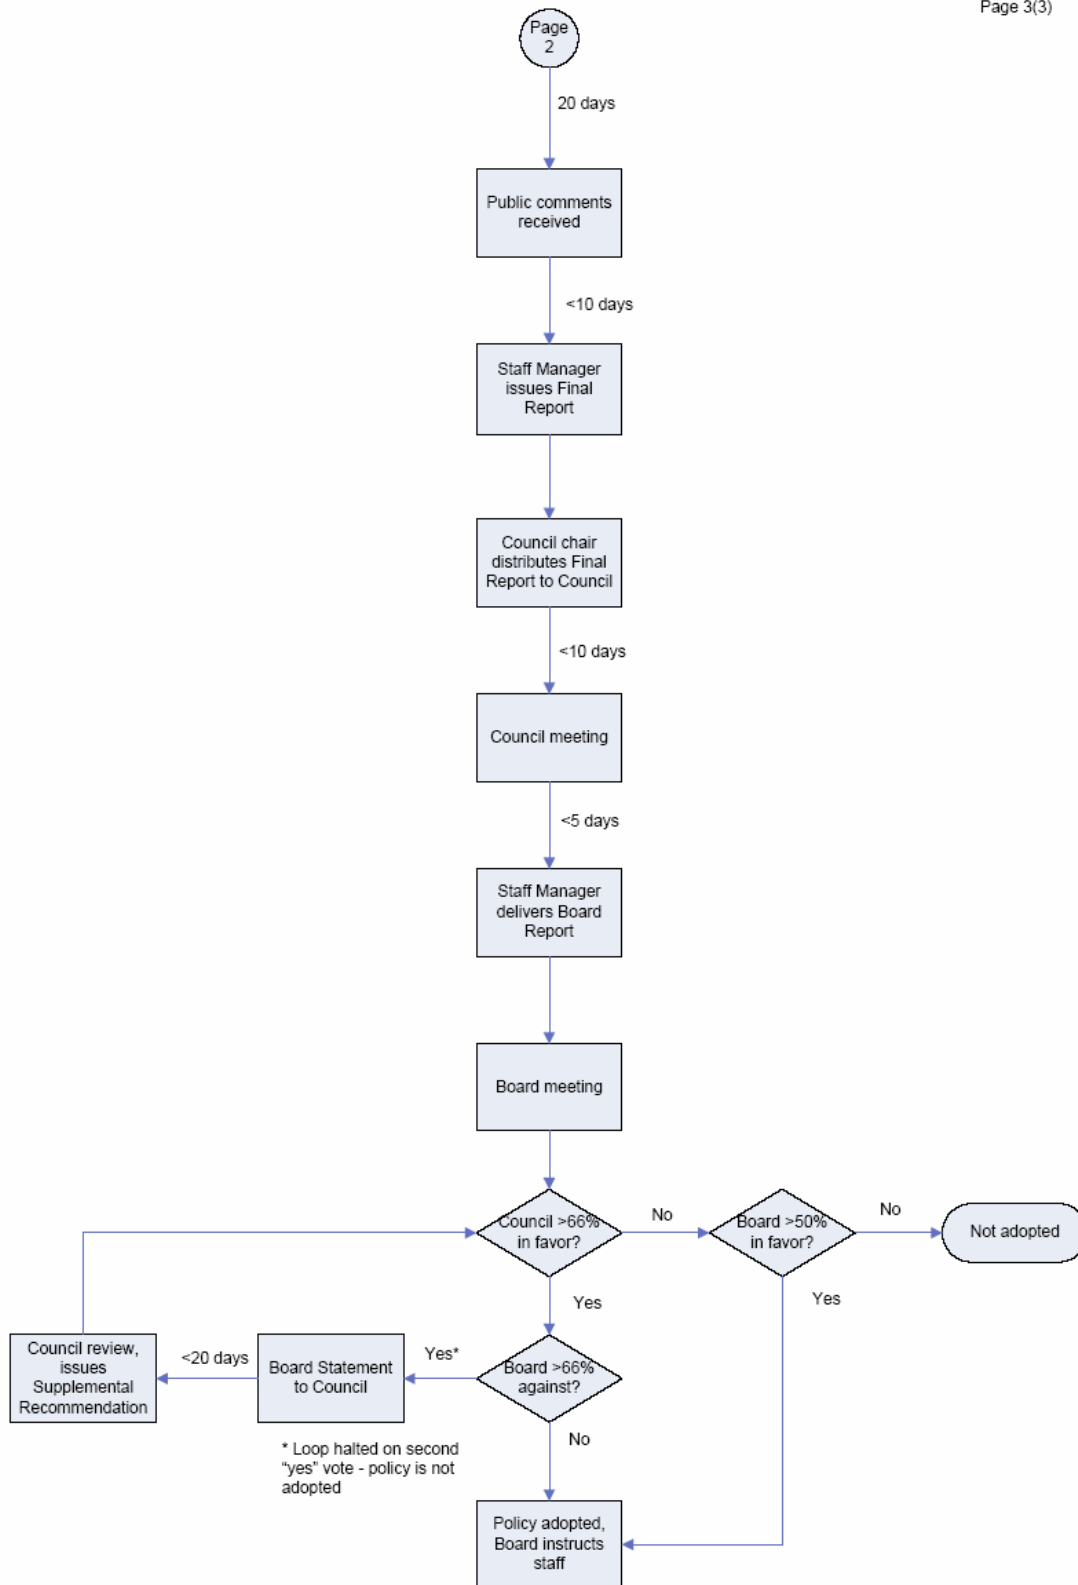 Page 3(3)
Page
2
20 days
Public comments
received
<10 days
Staff Manager
issues Final
Report
Council chair
distributes Final
Report to Council
<10 days
Council meeting
<5 days
Staff Manager
delivers Board
Report
Board meeting
Council >66%
in favor?
No
Board >50%
in favor?
No
Not adopted
Yes
Yes
Council review,
issues
Supplemental
Recommendation
<20 days
Board Statement
to Council
Yes*
Board >66%
against?
No
* Loop halted on second
“yes” vote - policy is not
adopted
Policy adopted,
Board instructs
staff